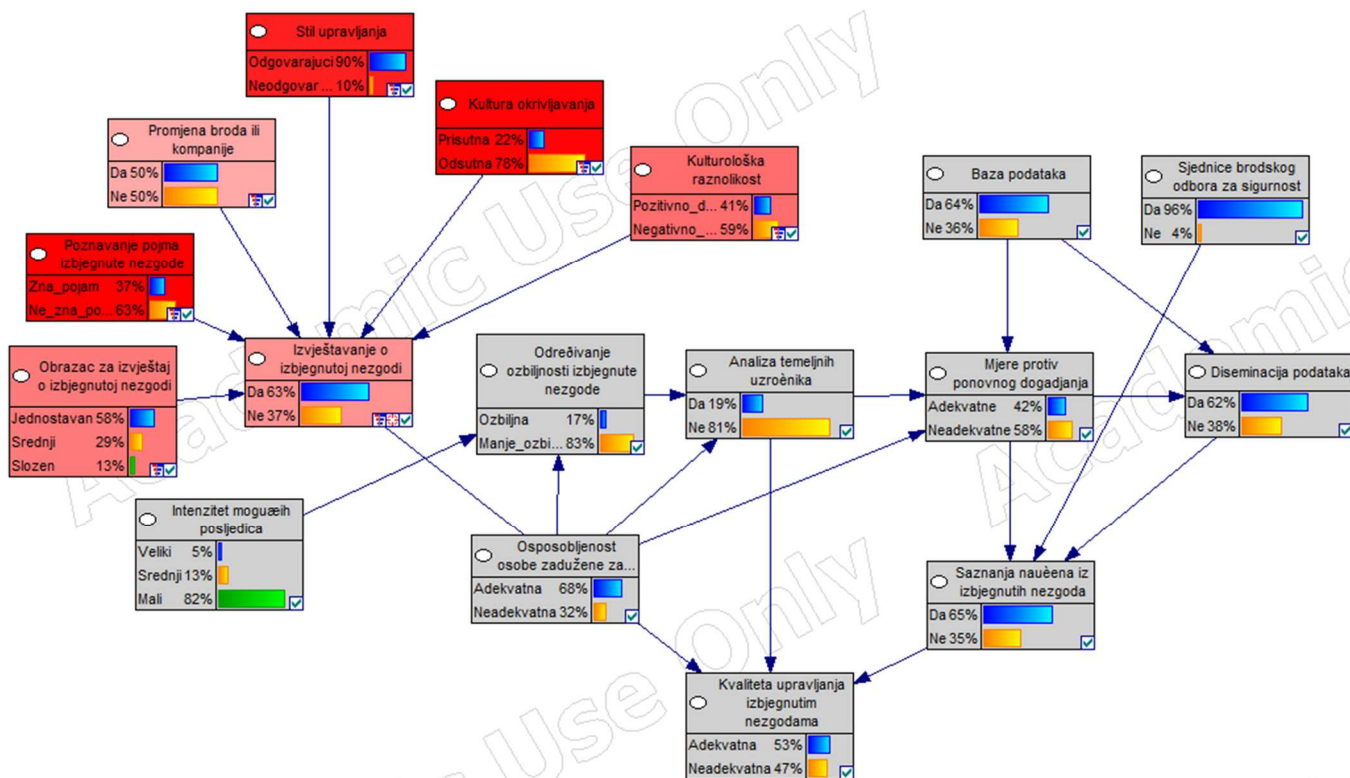 Stil upravljanja
Odgovarajuci 90%
Neodgovar ... 10%
Kultura okrivljavanja
Prisutna 22%
Odsutna 78%
Promjena broda ili
kompanije
Da 50%
Ne 50%
Kulturološka
raznolikost
Pozitivno_d... 41%
Negativno_... 59%
Baza podataka
Da 64%
Ne 36%
Sjednice brodskog
odbora za sigurnost
Da 96%
Ne 4%
Poznavanje pojma
izbjegnute nezgode
Zna_pojam 37%
Ne_zna_po... 63%
Obrazac za izvještaj
o izbjegnutoj nezgodi
Jednostavan 58%
Srednji 29%
Slozen 13%
Izvještavanje o
izbjegnutoj nezgodi
Da 63%
Ne 37%
Odreðivanje
ozbiljnosti izbjegnute
nezgode
Ozbiljna 17%
Manje_ozbi... 83%
Analiza temeljnih
uzroènika
Da 19%
Ne 81%
Mjere protiv
ponovnog dogadjanja
Adekvatne 42%
Neadekvatne 58%
Diseminacija podataka
Da 62%
Ne 38%
Intenzitet moguæih
posljedica
Veliki 5%
Srednji 13%
Mali 82%
Osposobljenost
osobe zadužene za...
Adekvatna 68%
Neadekvatna 32%
Saznanja nauèena iz
izbjegnutih nezgoda
Da 65%
Ne 35%
Kvaliteta upravljanja
izbjegnutim
nezgodama
Adekvatna 53%
Neadekvatna 47%
Academic Use Only
Academic
Use Only